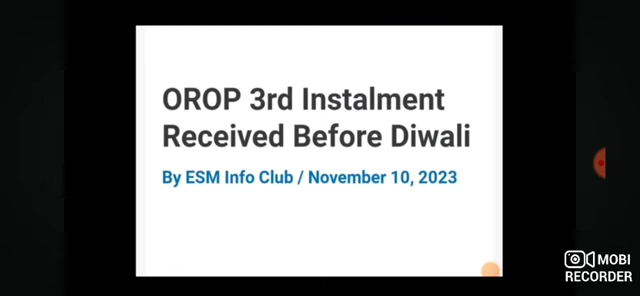 OROP 3rd Instalment
Received Before Diwali
By ESM Info Club / November 10, 2023
MOBI
RECORDER